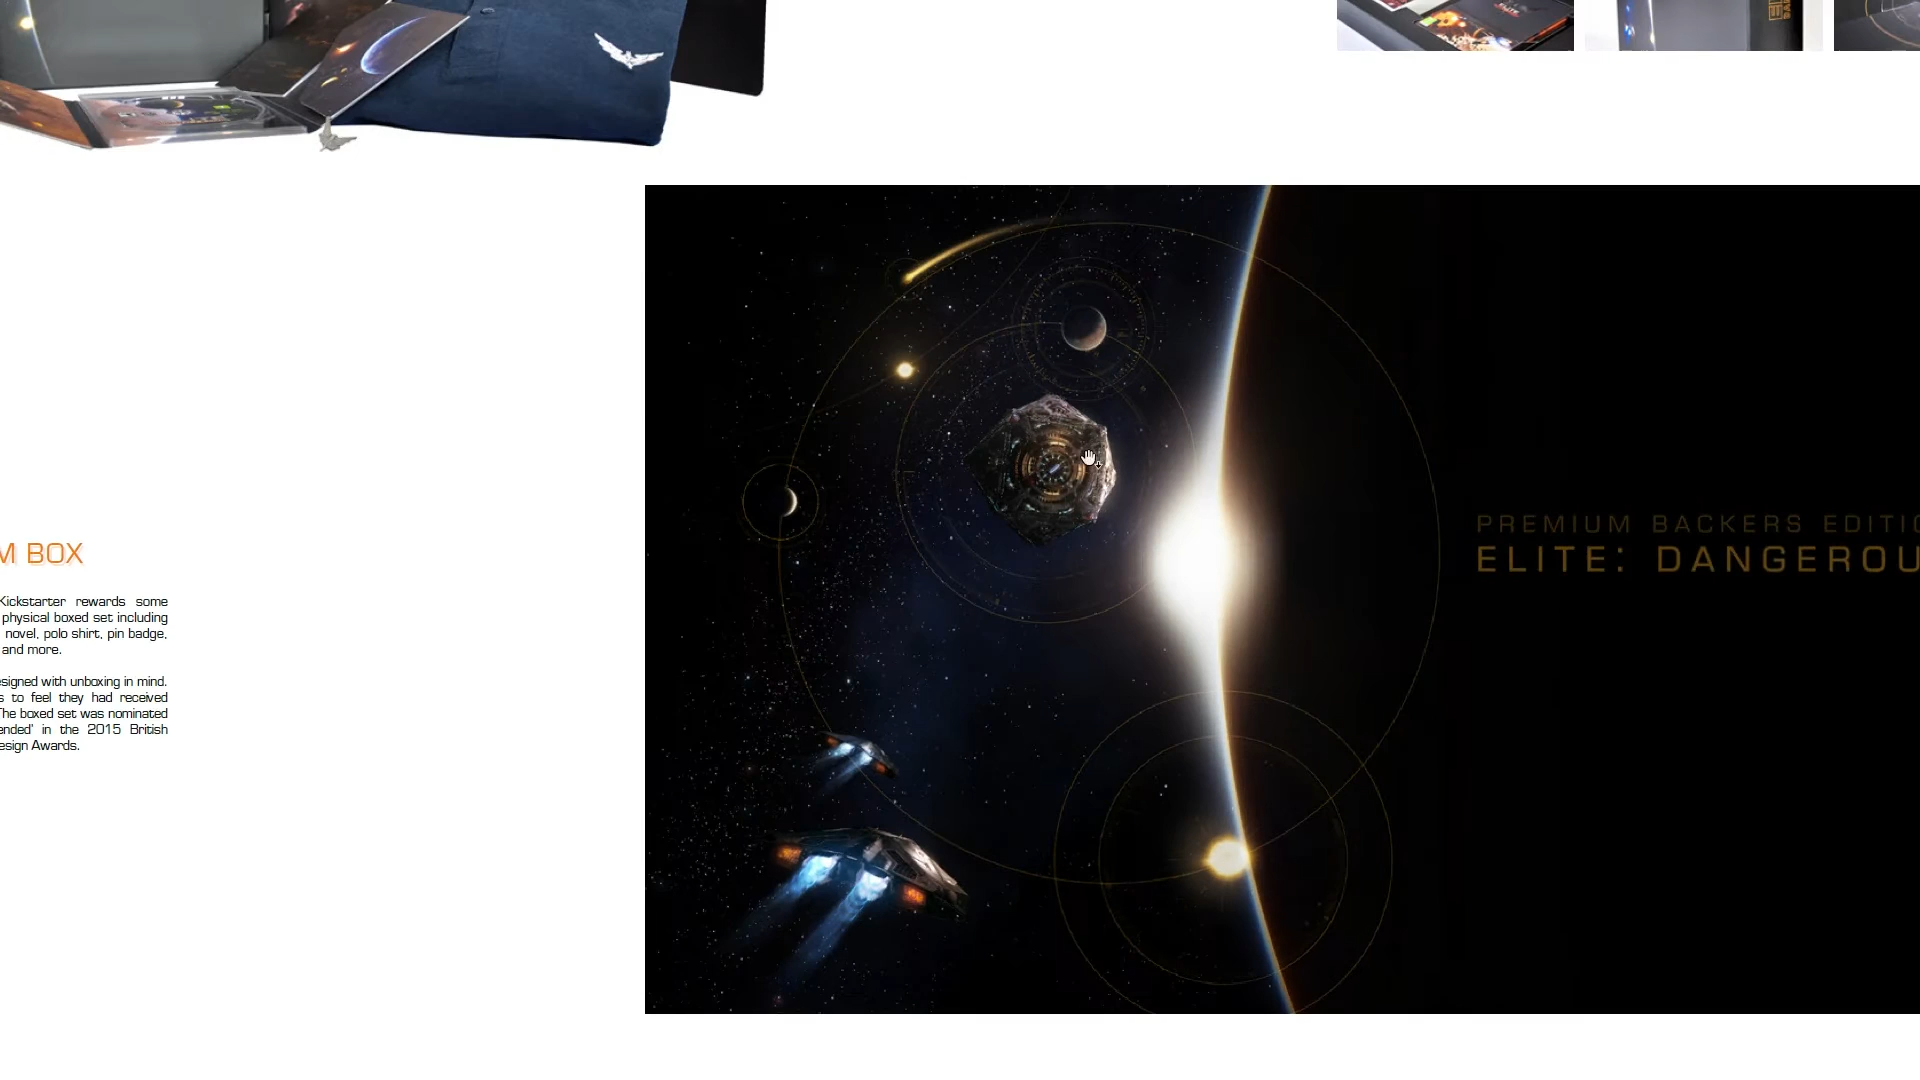 PREMIUM BACKERS EDITIO
ELITE: DANGEROU
M BOX
Kickstarter rewards some
physical boxed set including
novel, polo shirt, pin badge,
and more.
signed with unboxing in mind.
s to feel they had received
The boxed set was nominated
ended' in the 2015 British
esign Awards.